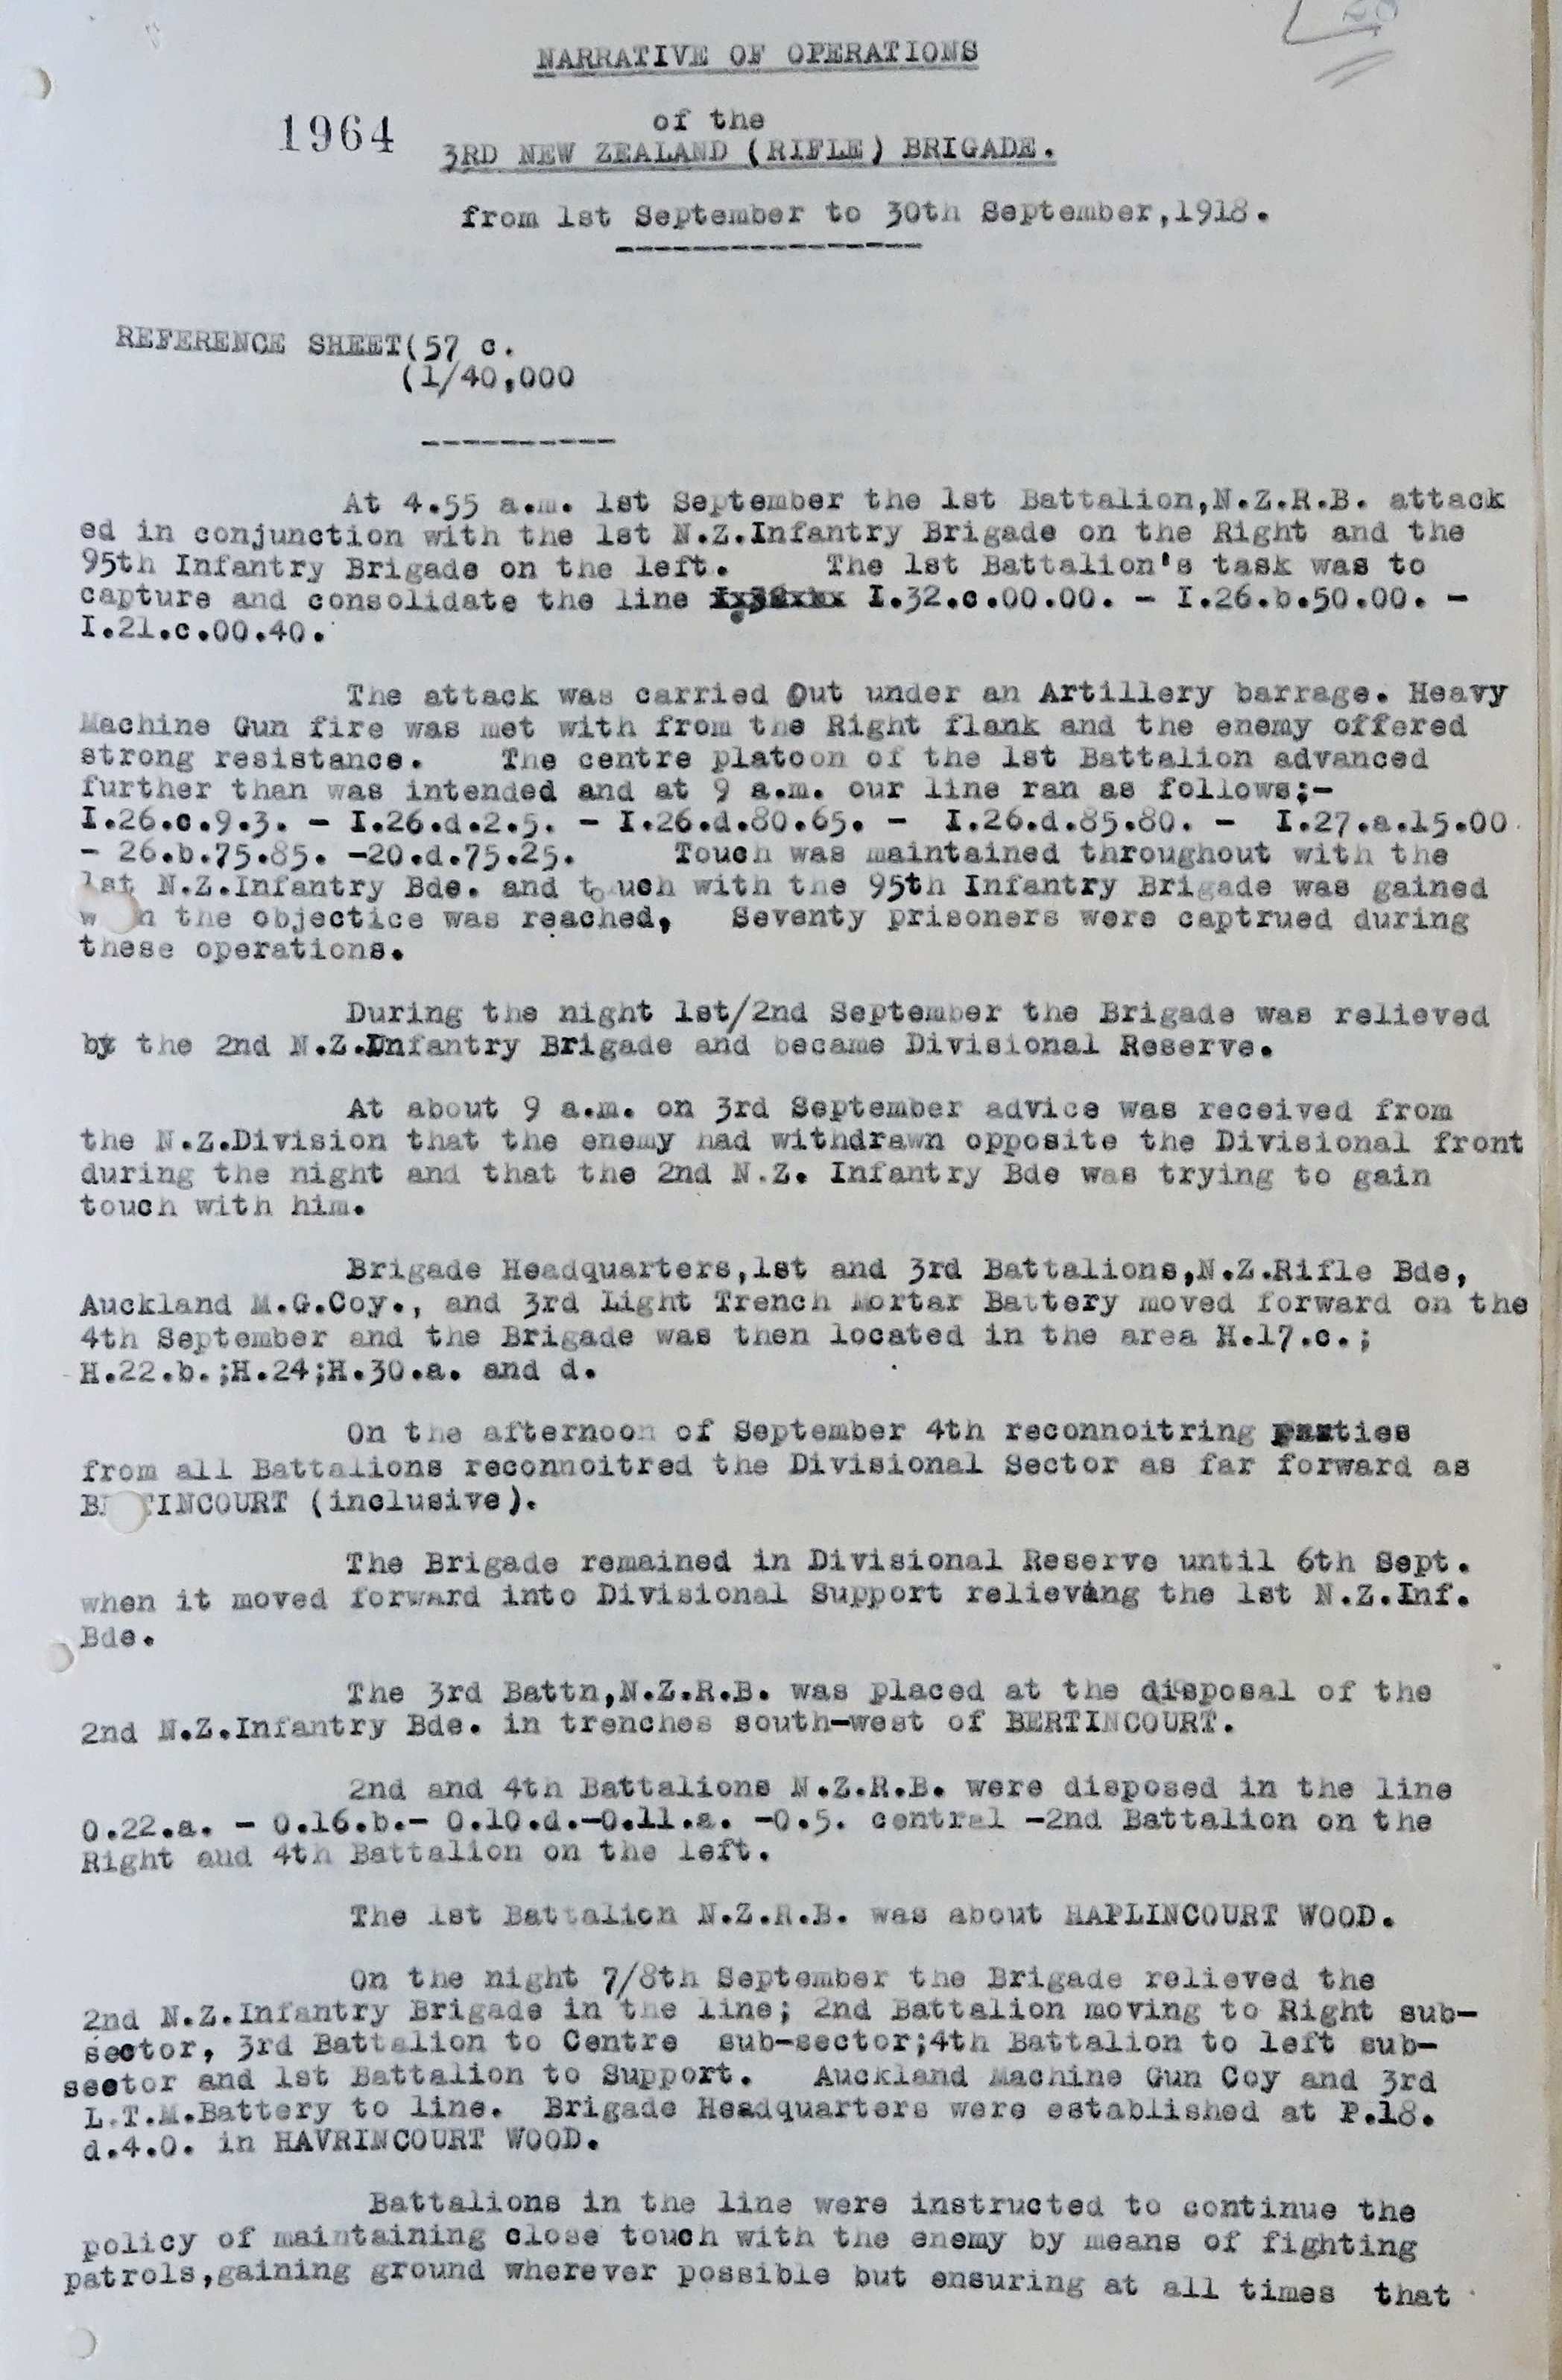 NARRATIVE OF OPERATIONS
of the
1964
3RD NEW ZEALAND (RIFLE) BRIGADE.
from 1st September to 30th September,1918.
----------------
REFERENCE SHEET(57 c.
(1/40,000
----------
At 4.55 a.m. 1st September the 1st Battalion,N.Z.R.B. attack
ed in conjunction with the 1st N.Z.Infantry Brigade on the Right and the
95th Infantry Brigade on the left. The 1st Battalion's task was to
capture and consolidate the line I.32.c.00.00. - I.26.b.50.00. -
I.21.c.00.40.
The attack was carried Out under an Artillery barrage. Heavy
Machine Gun fire was met with from the Right flank and the enemy offered
strong resistance. The centre platoon of the 1st Battalion advanced
further than was intended and at 9 a.m. our line ran as follows;-
I.26.c.9.3. - I.26.d.2.5. - I.26.d.80.65. - I.26.d.85.80. - I.27.a.15.00.
- 26.b.75.85. -20.d.75.25. Touch was maintained throughout with the
1st N.Z.Infantry Bde. and touch with the 95th Infantry Brigade was gained
w n the objectice was reached, Seventy prisoners were captrued during
these operations.
During the night 1st/2nd September the Brigade was relieved
by the 2nd N.Z.Infantry Brigade and became Divisional Reserve.
At about 9 a.m. on 3rd September advice was received from
the N.Z.Division that the enemy had withdrawn opposite the Divisional front
during the night and that the 2nd N.Z. Infantry Bde was trying to gain
touch with him.
Brigade Headquarters,1st and 3rd Battalions,N.Z.Rifle Bde,
Auckland M.G.Coy., and 3rd Light Trench Mortar Battery moved forward on the
4th September and the Brigade was then located in the area H.17.c.;
H.22.b.;H.24;H.30.a. and d.
On the afternoon of September 4th reconnoitring parties
from all Battalions reconnoitred the Divisional Sector as far forward as
B TINCOURT (inclusive).
The Brigade remained in Divisional Reserve until 6th Sept.
when it moved forward into Divisional Support relieving the 1st N.Z.Inf.
Bde.
The 3rd Battn,N.Z.R.B. was placed at the disposal of the
2nd N.Z.Infantry Bde. in trenches south-west of BERTINCOURT.
2nd and 4th Battalions N.Z.R.B. were disposed in the line
O.22.a. - O.16.b.- O.10.d.-O.11.a. -O.5. central -2nd Battalion on the
Right aud 4th Battalion on the left.
The 1st Battalion N.Z.R.B. was about HAPLINCOURT WOOD.
On the night 7/8th September the Brigade relieved the
2nd N.Z.Infantry Brigade in the line; 2nd Battalion moving to Right sub-
sector, 3rd Battalion to Centre sub-sector;4th Battalion to left sub-
sector and 1st Battalion to Support. Auckland Machine Gun Coy and 3rd
L.T.M.Battery to line. Brigade Headquarters were established at P.18.
d.4.0. in HAVRINCOURT WOOD.
Battalions in the line were instructed to continue the
policy of maintaining close touch with the enemy by means of fighting
patrols,gaining ground wherever possible but ensuring at all times that